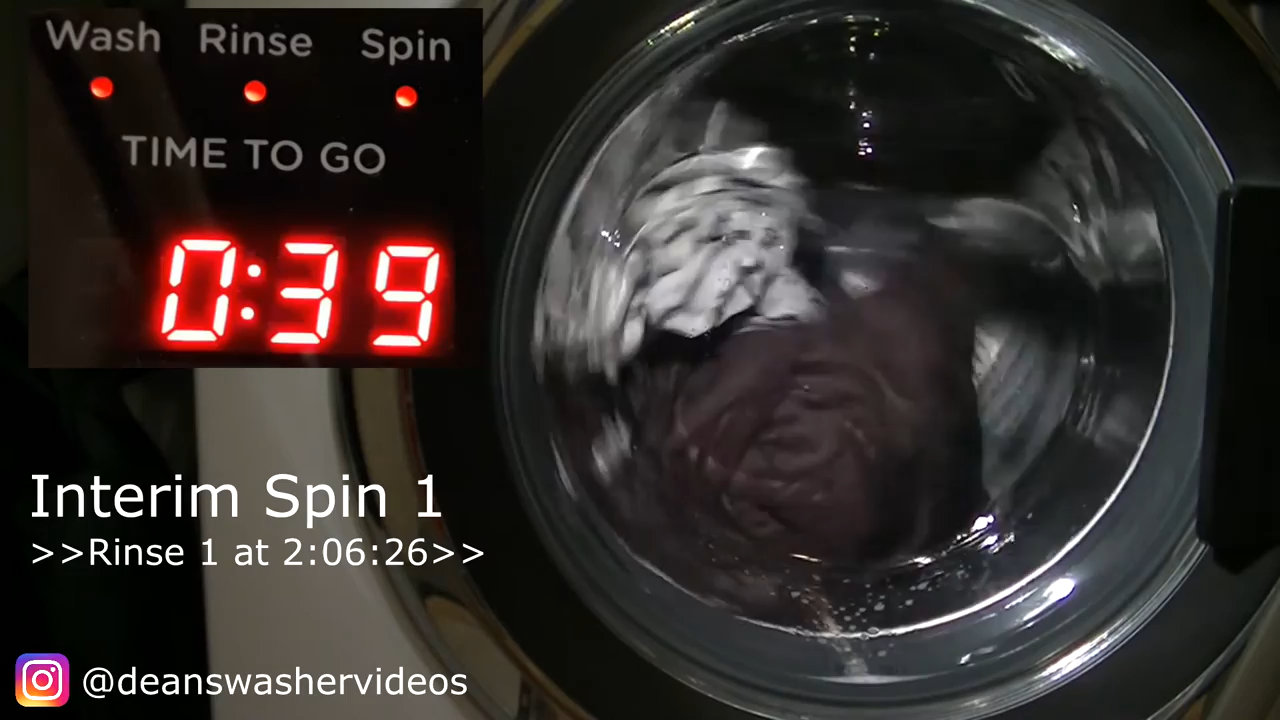 Wash Rinse Spin
TIME TO GO
0:39
Interim Spin 1
>>Rinse 1 at 2:06:26>>
@deanswashervideos